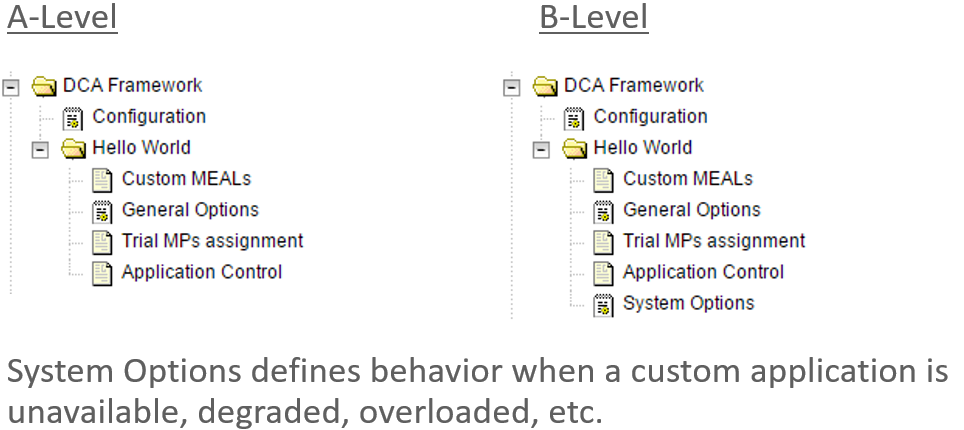 A-Level
DCA Framework
Configuration
Hello World
Custom MEALs
General Options
Trial MPs assignment
Application Control
B-Level
DCA Framework
Configuration
Hello World
Custom MEALs
General Options
Trial MPs assignment
Application Control
System Options
System Options defines behavior when a custom application is
unavailable, degraded, overloaded, etc.